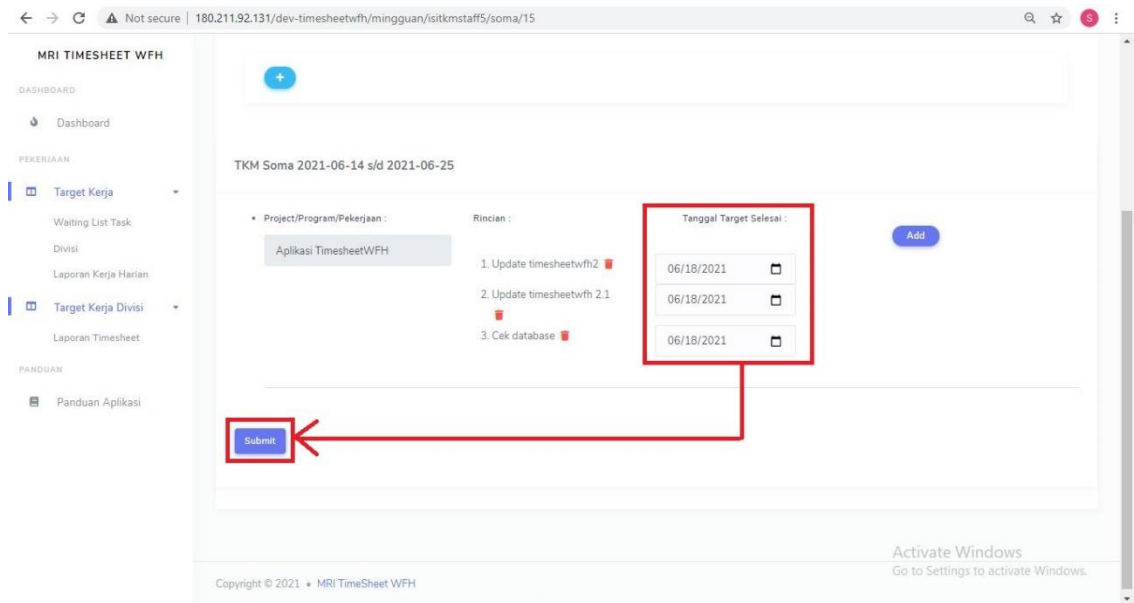 Not secure | 180.211.92.131/dev-timesheetwfh/mingguan/isitkmstaff5/soma/15
S
MRI TIMESHEET WFH
DASHBOARD
Dashboard
PEKERJAAN
Target Kerja
Waiting List Task
Divisi
Laporan Kerja Harian
Target Kerja Divisi
Laporan Timesheet
PANDUAN
Panduan Aplikasi
+
TKM Soma 2021-06-14 s/d 2021-06-25
• Project/Program/Pekerjaan :
Aplikasi TimesheetWFH
Rincian :
1. Update timesheetwfh2
2. Update timesheetwfh 2.1
3. Cek database
Tanggal Target Selesai :
06/18/2021
06/18/2021
06/18/2021
Add
Submit
Activate Windows
Go to Settings to activate Windows.
Copyright © 2021 • MRI TimeSheet WFH